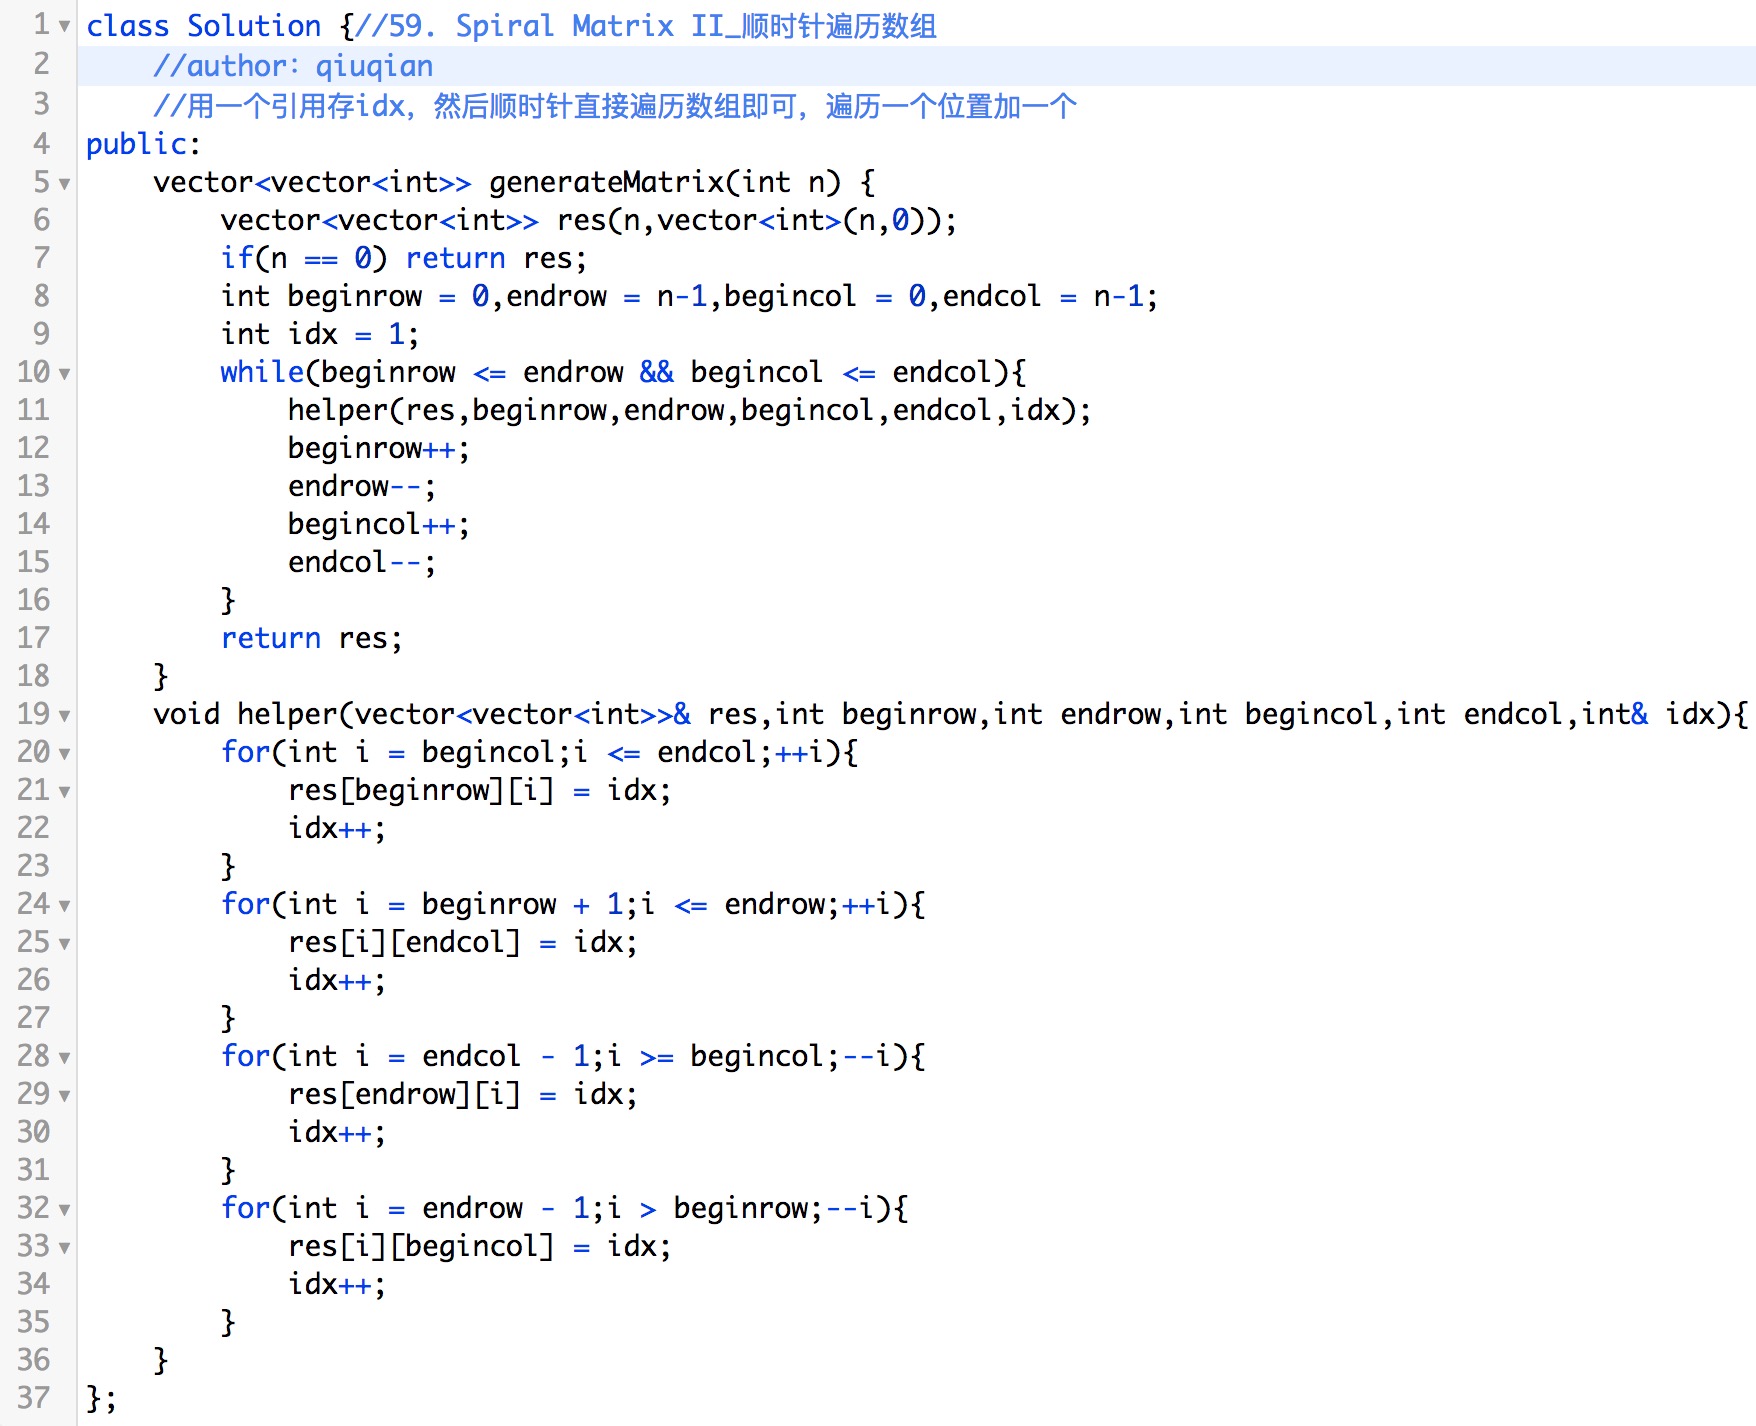 1 class Solution {//59. Spiral Matrix II_顺时针遍历数组
2     //author: qiuqian
3     //用一个引用存idx，然后顺时针直接遍历数组即可，遍历一个位置加一个
4 public:
5     vector<vector<int>> generateMatrix(int n) {
6         vector<vector<int>> res(n,vector<int>(n,0));
7         if(n == 0) return res;
8         int beginrow = 0,endrow = n-1,begincol = 0,endcol = n-1;
9         int idx = 1;
10         while(beginrow <= endrow && begincol <= endcol){
11             helper(res,beginrow,endrow,begincol,endcol,idx);
12             beginrow++;
13             endrow--;
14             begincol++;
15             endcol--;
16         }
17         return res;
18     }
19     void helper(vector<vector<int>>& res,int beginrow,int endrow,int begincol,int endcol,int& idx){
20         for(int i = begincol;i <= endcol;++i){
21             res[beginrow][i] = idx;
22             idx++;
23         }
24         for(int i = beginrow + 1;i <= endrow;++i){
25             res[i][endcol] = idx;
26             idx++;
27         }
28         for(int i = endcol - 1;i >= begincol;--i){
29             res[endrow][i] = idx;
30             idx++;
31         }
32         for(int i = endrow - 1;i > beginrow;--i){
33             res[i][begincol] = idx;
34             idx++;
35         }
36     }
37 };